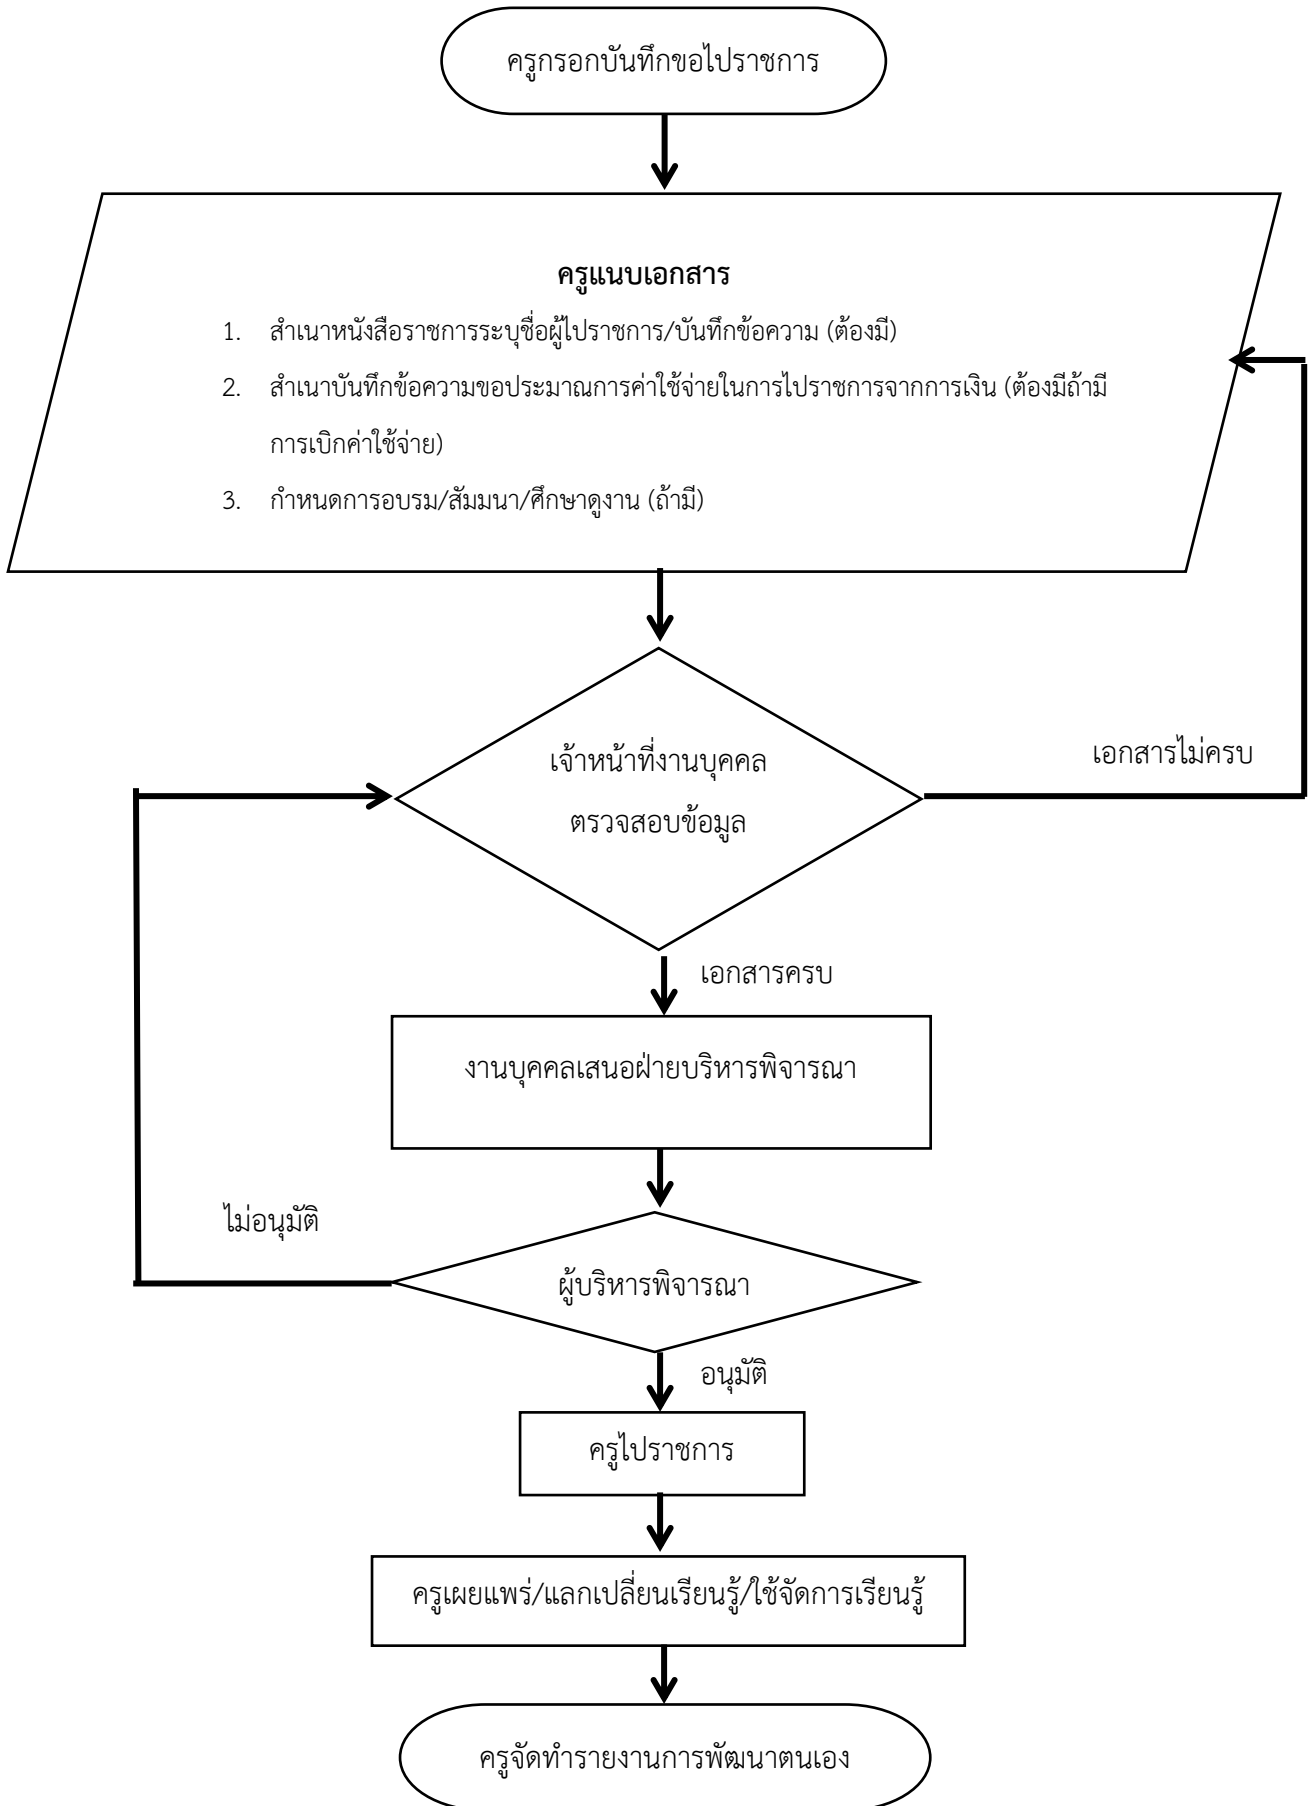 ครูกรอกบันทึกขอไปราชการ
ครูแนบเอกสาร
1. สำเนาหนังสือราชการระบุชื่อผู้ไปราชการ/บันทึกข้อความ (ต้องมี)
2. สำเนาบันทึกข้อความขอประมาณการค่าใช้จ่ายในการไปราชการจากการเงิน (ต้องมีถ้ามี
การเบิกค่าใช้จ่าย)
3. กำหนดการอบรม/สัมมนา/ศึกษาดูงาน (ถ้ามี)
เจ้าหน้าที่งานบุคคล
ตรวจสอบข้อมูล
เอกสารไม่ครบ
เอกสารครบ
งานบุคคลเสนอฝ่ายบริหารพิจารณา
ไม่อนุมัติ
ผู้บริหารพิจารณา
อนุมัติ
ครูไปราชการ
ครูเผยแพร่/แลกเปลี่ยนเรียนรู้/ใช้จัดการเรียนรู้
ครูจัดทำรายงานการพัฒนาตนเอง